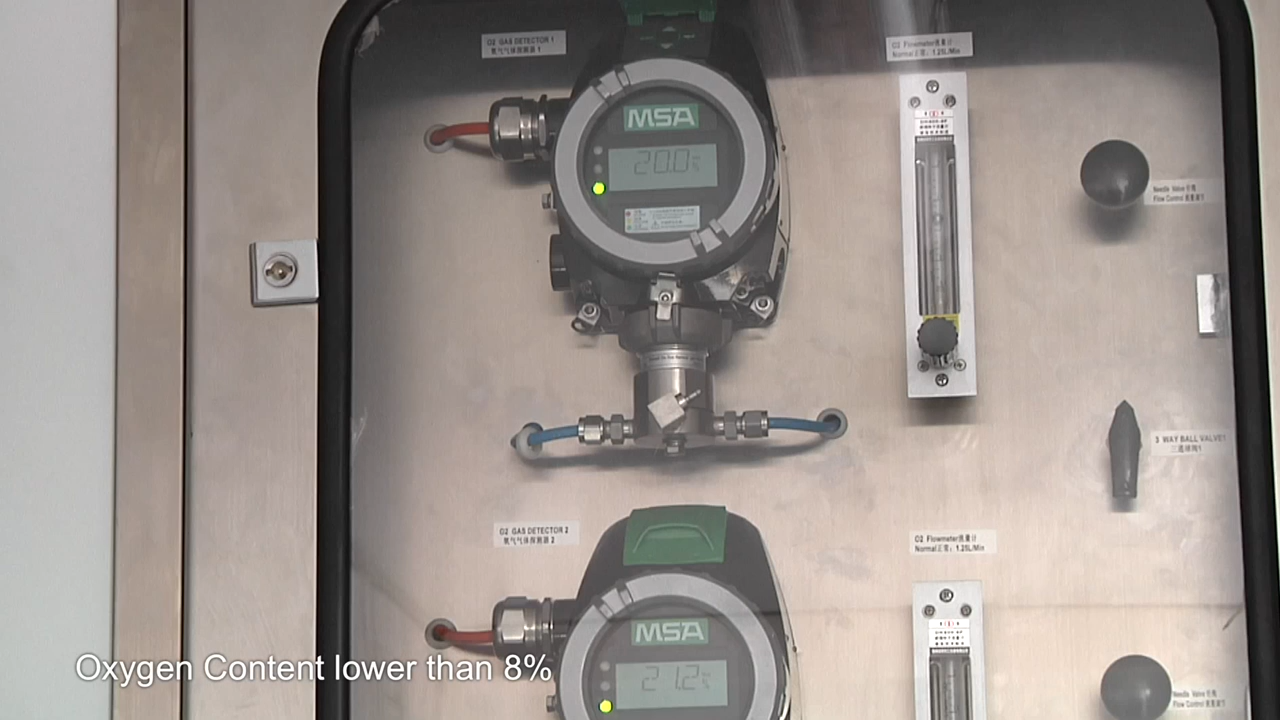 O2 GAS DETECTOR 1
氧气气体探测器 1
O2 Flowmeter流量计
Normal正常：1.25L/Min
MSA
20.0%
Needle Valve 针阀
Flow Control 流量调节
3 WAY BALL VALVE1
三通球阀1
O2 GAS DETECTOR 2
氧气气体探测器 2
O2 Flowmeter流量计
Normal正常：1.25L/Min
MSA
21.2%
Needle Valve 针阀
Flow Control 流量调节
Oxygen Content lower than 8%